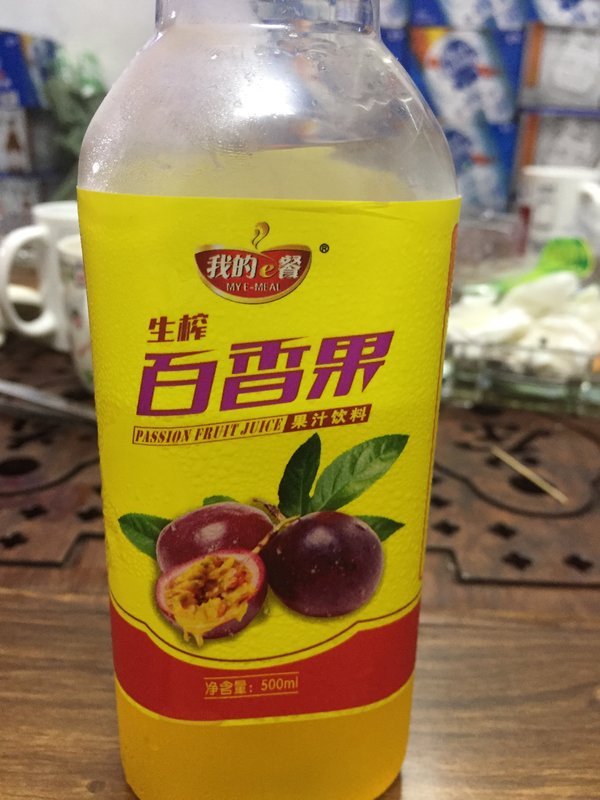 我的e餐®
MY E-MEAL
生榨
百香果
PASSION FRUIT JUICE 果汁饮料
净含量：500ml